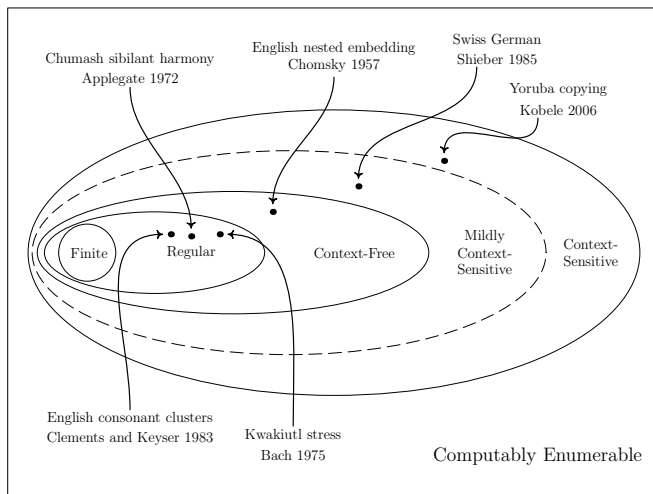 Swiss German
Shieber 1985
English nested embedding
Chomsky 1957
Chumash sibilant harmony
Applegate 1972
Yoruba copying
Kobele 2006
Finite
Regular
Context-Free
Mildly
Context-
Sensitive
Context-
Sensitive
English consonant clusters
Clements and Keyser 1983
Kwakiutl stress
Bach 1975
Computably Enumerable